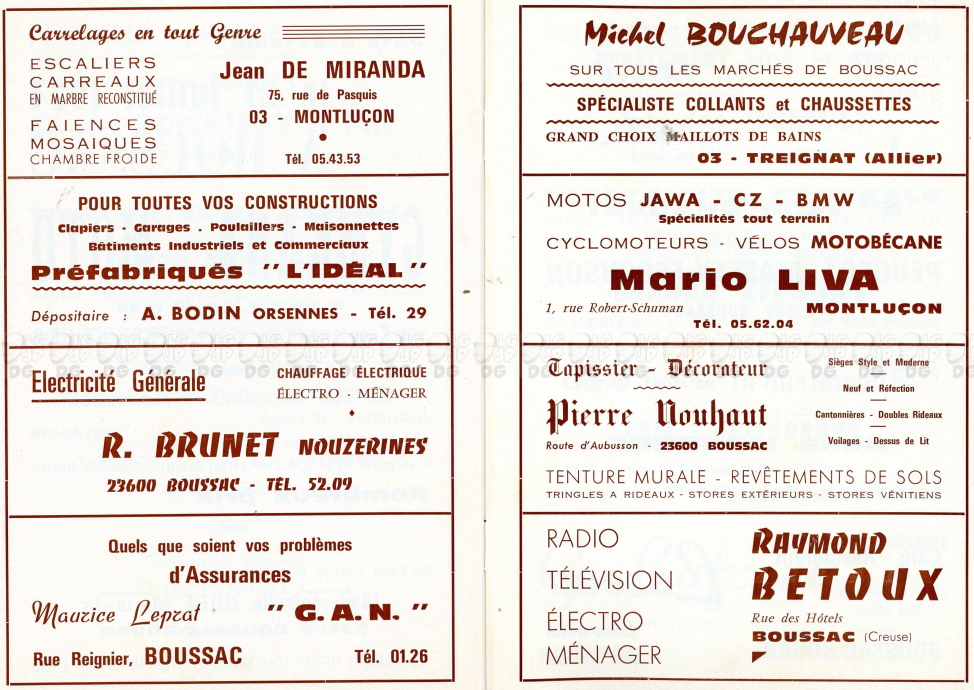 Carrelages en tout Genre
ESCALIERS
CARREAUX
EN MARBRE RECONSTITUÉ
FAIENCES
MOSAIQUES
CHAMBRE FROIDE
Jean DE MIRANDA
75, rue de Pasquis
03 - MONTLUÇON
Tél. 05.43.53
POUR TOUTES VOS CONSTRUCTIONS
Clapiers - Garages - Poulaillers - Maisonnettes
Bâtiments Industriels et Commerciaux
Préfabriqués "L'IDÉAL"
Dépositaire : A. BODIN ORSENNES - Tél. 29
Electricité Générale
CHAUFFAGE ÉLECTRIQUE
ÉLECTRO - MÉNAGER
R. BRUNET NOUZERINES
23600 BOUSSAC - TÉL. 52.09
Quels que soient vos problèmes
d'Assurances
Maurice Leprat " G.A.N. "
Rue Reignier, BOUSSAC Tél. 01.26
Michel BOUCHAUVEAU
SUR TOUS LES MARCHÉS DE BOUSSAC
SPÉCIALISTE COLLANTS et CHAUSSETTES
GRAND CHOIX MAILLOTS DE BAINS
03 - TREIGNAT (Allier)
MOTOS JAWA - CZ - BMW
Spécialités tout terrain
CYCLOMOTEURS - VÉLOS MOTOBÉCANE
Mario LIVA
1, rue Robert-Schuman MONTLUÇON
Tél. 05.62.04
Tapissier - Décorateur
Pierre Nouhaut
Route d'Aubusson 23600 BOUSSAC
Sièges Style et Moderne
Neuf et Réfection
Cantonnières - Doubles Rideaux
Voilages - Dessus de Lit
TENTURE MURALE - REVÊTEMENTS DE SOLS
TRINGLES A RIDEAUX - STORES EXTÉRIEURS - STORES VÉNITIENS
RADIO
TÉLÉVISION
ÉLECTRO
MÉNAGER
RAYMOND
BETOUX
Rue des Hôtels
BOUSSAC (Creuse)